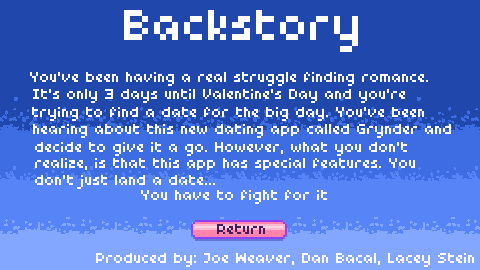 Backstory
You've been having a real struggle finding romance.
It's only 3 days until Valentine's Day and you're
trying to find a date for the big day. You've been
hearing about this new dating app called Grynder and
decide to give it a go. However, what you don't
realize, is that this app has special features. You
don't just land a date...
You have to fight for it
Return
Produced by: Joe Weaver, Dan Bacal, Lacey Stein